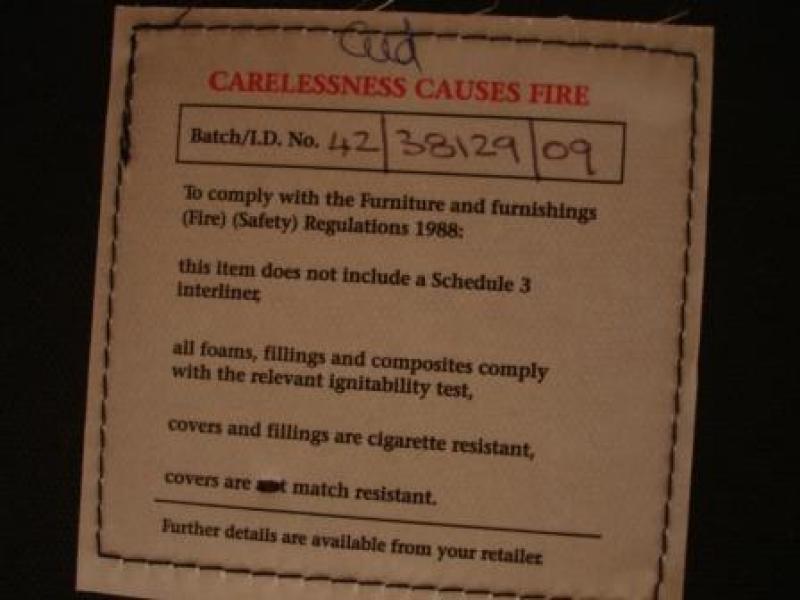 CARELESSNESS CAUSES FIRE
Batch/I.D. No. 42 38129 09
To comply with the Furniture and furnishings
(Fire) (Safety) Regulations 1988:
this item does not include a Schedule 3
interliner,
all foams, fillings and composites comply
with the relevant ignitability test,
covers and fillings are cigarette resistant,
covers are match resistant.
Further details are available from your retailer.